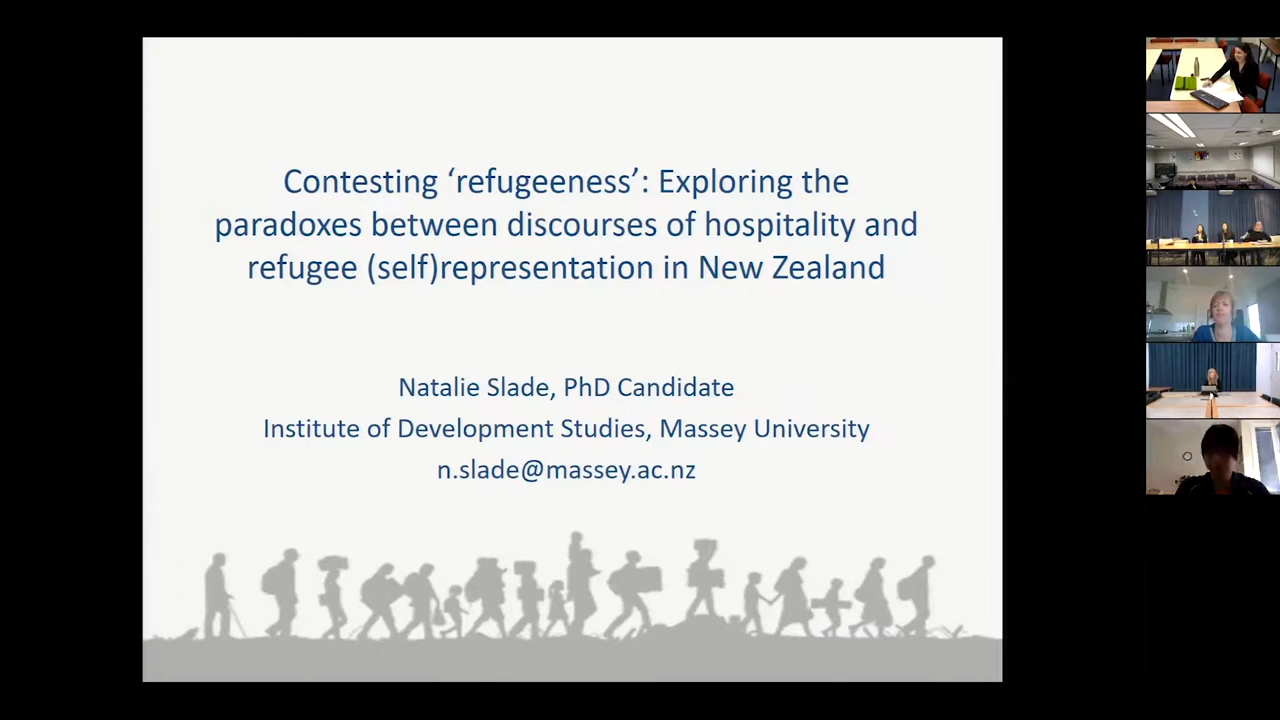 Contesting ‘refugeeness’: Exploring the
paradoxes between discourses of hospitality and
refugee (self)representation in New Zealand
Natalie Slade, PhD Candidate
Institute of Development Studies, Massey University
n.slade@massey.ac.nz